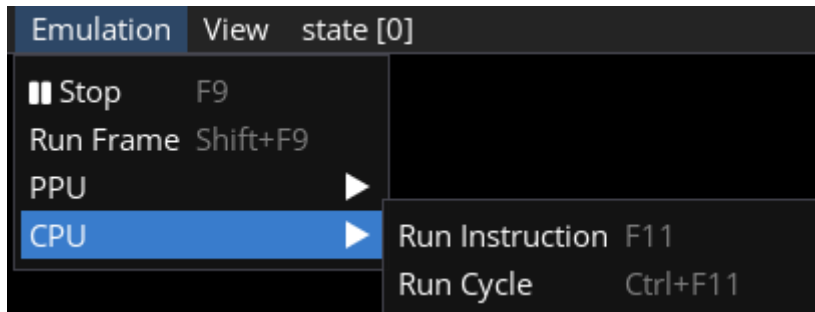 Emulation View state [0]
Stop F9
Run Frame Shift+F9
PPU
CPU
Run Instruction F11
Run Cycle Ctrl+F11